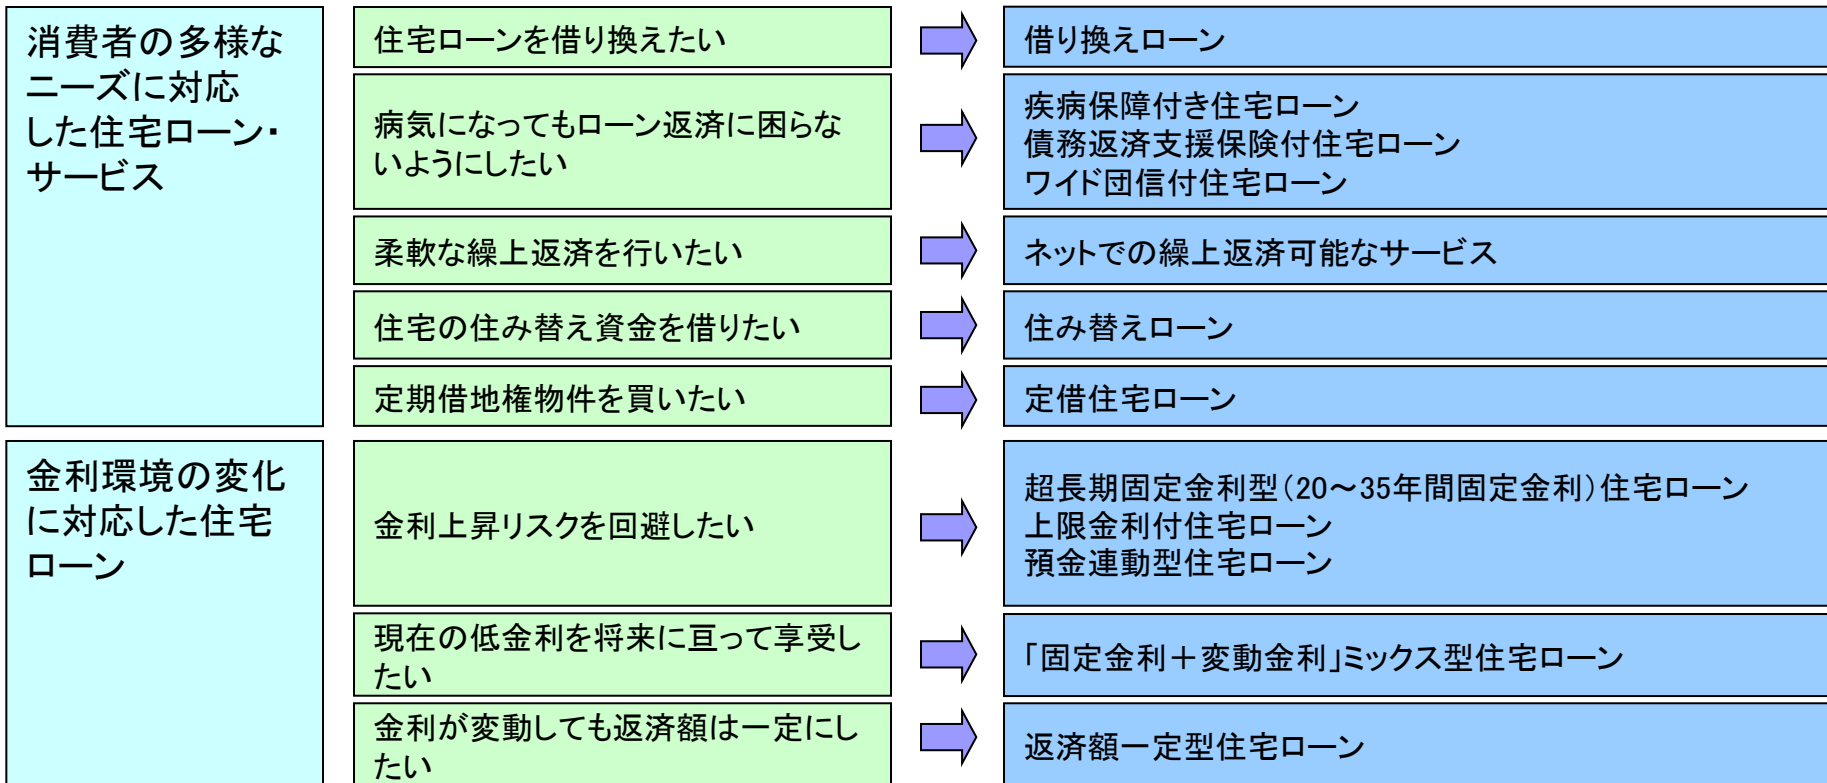 消費者の多様な
ニーズに対応
した住宅ローン・
サービス
住宅ローンを借り換えたい
借り換えローン
病気になってもローン返済に困らな
いようにしたい
疾病保障付き住宅ローン
債務返済支援保険付住宅ローン
ワイド団信付住宅ローン
柔軟な繰上返済を行いたい
ネットでの繰上返済可能なサービス
住宅の住み替え資金を借りたい
住み替えローン
定期借地権物件を買いたい
定借住宅ローン
金利環境の変化
に対応した住宅
ローン
金利上昇リスクを回避したい
超長期固定金利型(20～35年間固定金利)住宅ローン
上限金利付住宅ローン
預金連動型住宅ローン
現在の低金利を将来に亘って享受し
たい
「固定金利＋変動金利」ミックス型住宅ローン
金利が変動しても返済額は一定にし
たい
返済額一定型住宅ローン